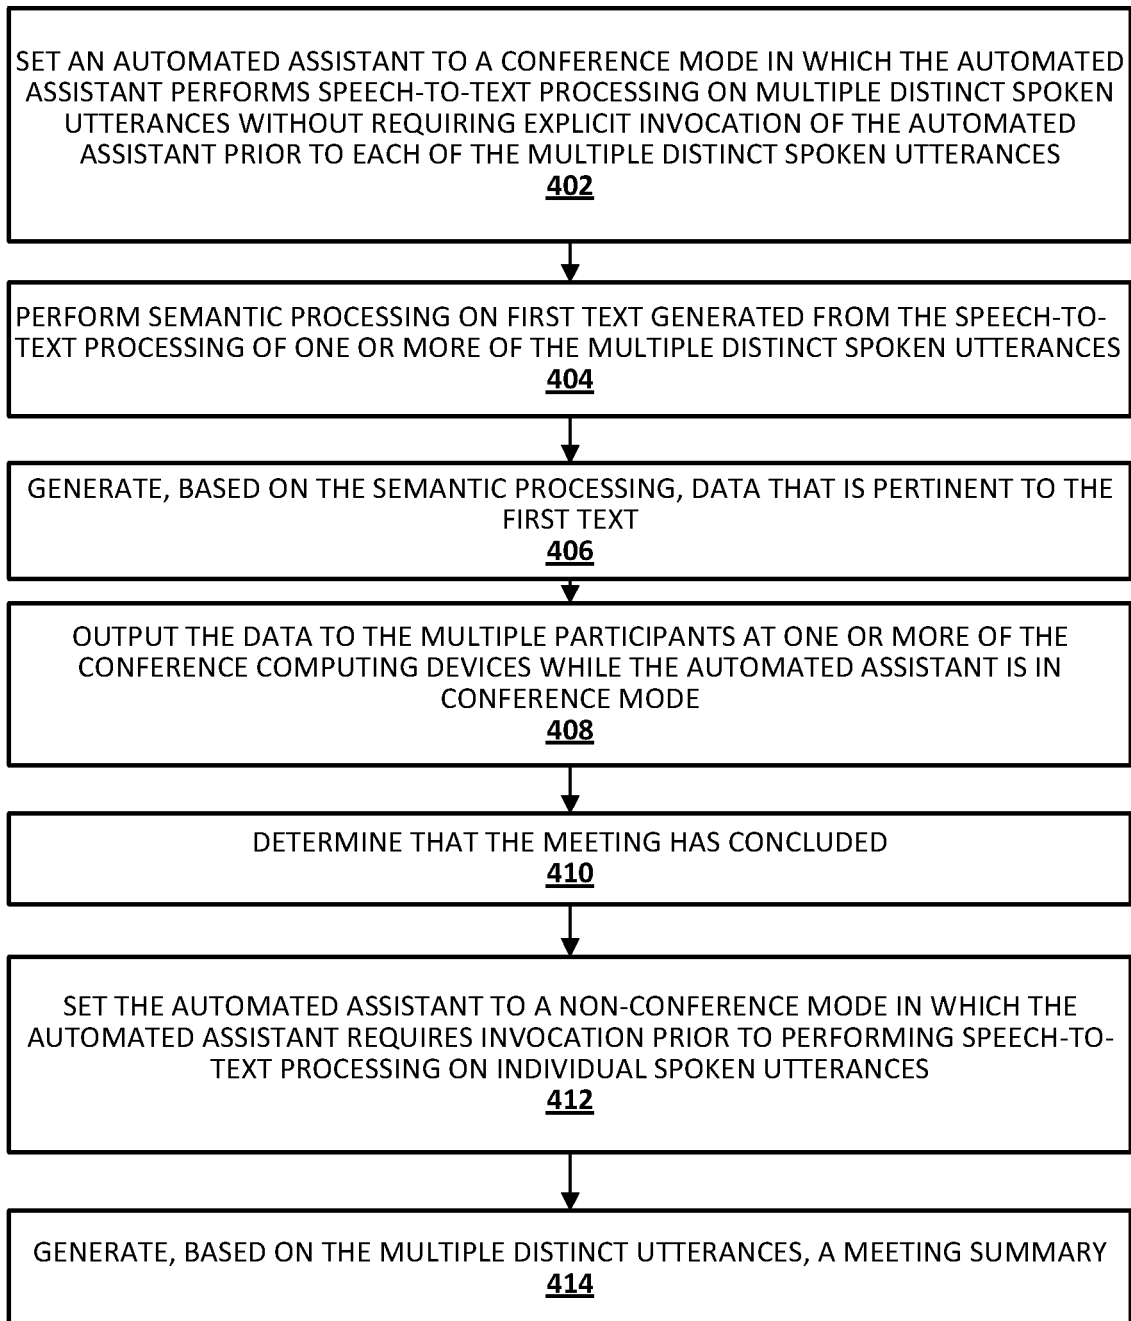 SET AN AUTOMATED ASSISTANT TO A CONFERENCE MODE IN WHICH THE AUTOMATED
ASSISTANT PERFORMS SPEECH-TO-TEXT PROCESSING ON MULTIPLE DISTINCT SPOKEN
UTTERANCES WITHOUT REQUIRING EXPLICIT INVOCATION OF THE AUTOMATED
ASSISTANT PRIOR TO EACH OF THE MULTIPLE DISTINCT SPOKEN UTTERANCES
402
PERFORM SEMANTIC PROCESSING ON FIRST TEXT GENERATED FROM THE SPEECH-TO-
TEXT PROCESSING OF ONE OR MORE OF THE MULTIPLE DISTINCT SPOKEN UTTERANCES
404
GENERATE, BASED ON THE SEMANTIC PROCESSING, DATA THAT IS PERTINENT TO THE
FIRST TEXT
406
OUTPUT THE DATA TO THE MULTIPLE PARTICIPANTS AT ONE OR MORE OF THE
CONFERENCE COMPUTING DEVICES WHILE THE AUTOMATED ASSISTANT IS IN
CONFERENCE MODE
408
DETERMINE THAT THE MEETING HAS CONCLUDED
410
SET THE AUTOMATED ASSISTANT TO A NON-CONFERENCE MODE IN WHICH THE
AUTOMATED ASSISTANT REQUIRES INVOCATION PRIOR TO PERFORMING SPEECH-TO-
TEXT PROCESSING ON INDIVIDUAL SPOKEN UTTERANCES
412
GENERATE, BASED ON THE MULTIPLE DISTINCT UTTERANCES, A MEETING SUMMARY
414